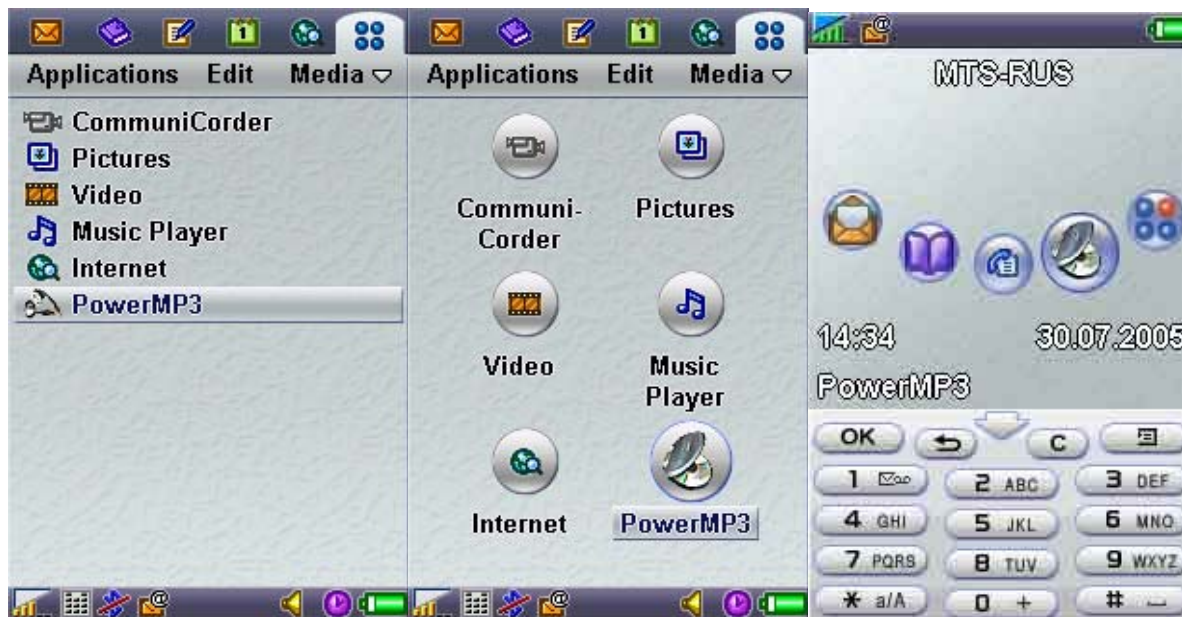 Applications Edit Media
CommuniCorder
Pictures
Video
Music Player
Internet
PowerMP3
Applications Edit Media
Communi-
Corder
Pictures
Video
Music
Player
Internet
PowerMP3
MTS-RUS
14:34 30.07.2005
PowerMP3
OK C
1 2 ABC 3 DEF
4 GHI 5 JKL 6 MNO
7 PQRS 8 TUV 9 WXYZ
* a/A 0 + #